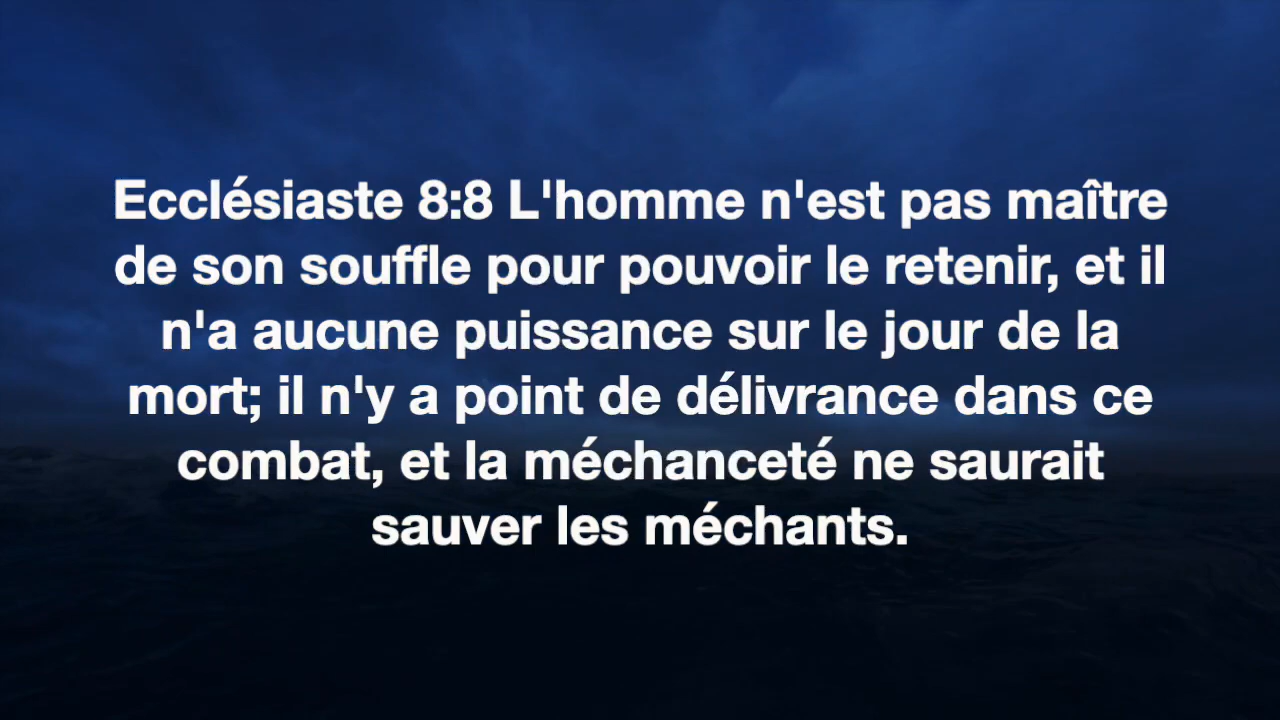 Ecclésiaste 8:8 L'homme n'est pas maître
de son souffle pour pouvoir le retenir, et il
n'a aucune puissance sur le jour de la
mort; il n'y a point de délivrance dans ce
combat, et la méchanceté ne saurait
sauver les méchants.